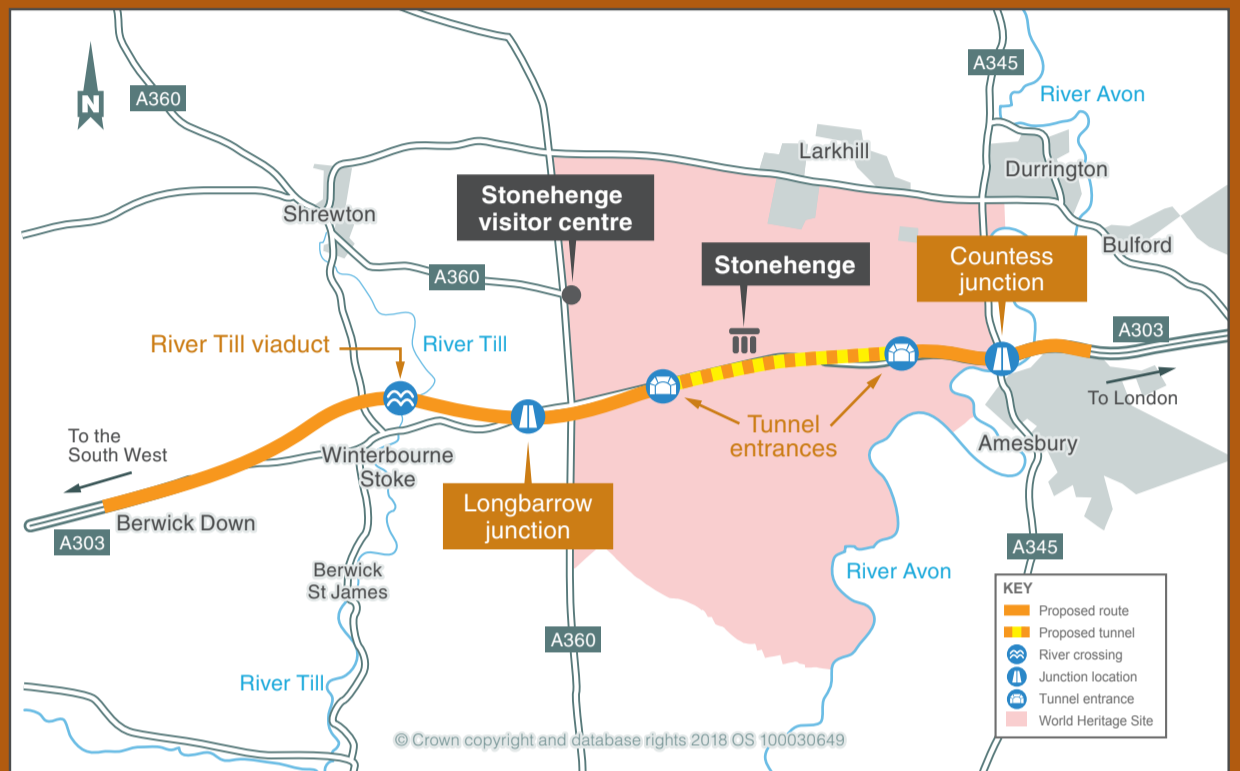 A345
River Avon
A360
N
Larkhill
Durrington
Stonehenge
visitor centre
Shrewton
Bulford
Stonehenge
Countess
junction
A360
A303
River Till viaduct
River Till
To London
Tunnel
entrances
To the
South West
Winterbourne
Stoke
Amesbury
Longbarrow
junction
Berwick Down
A303
A345
Berwick
St James
River Avon
KEY
Proposed route
Proposed tunnel
River crossing
Junction location
Tunnel entrance
World Heritage Site
A360
River Till
© Crown copyright and database rights 2018 OS 100030649